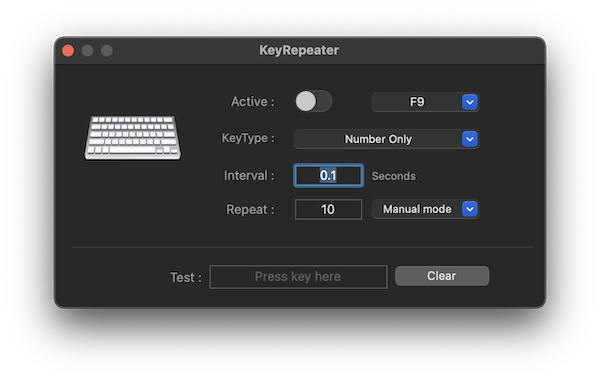 KeyRepeater
Active : F9
KeyType : Number Only
Interval : 0.1 Seconds
Repeat : 10 Manual mode
Test : Press key here Clear